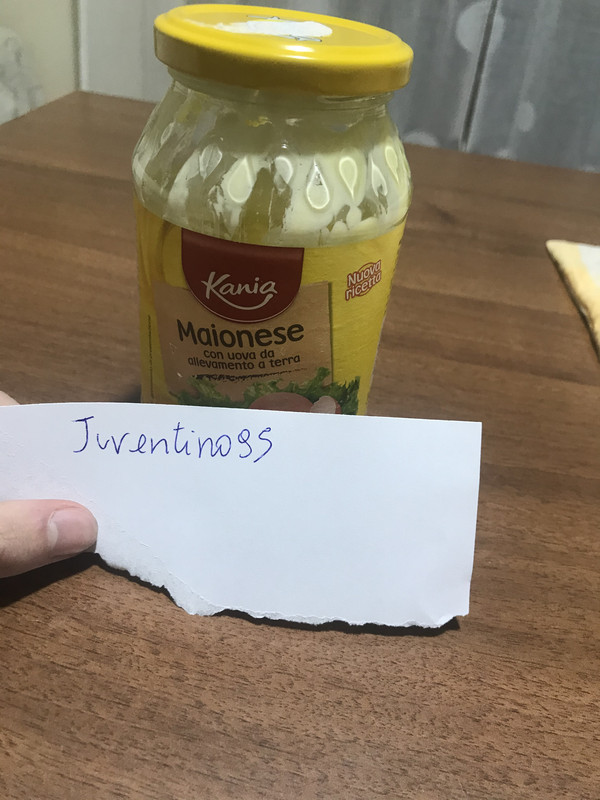 Kania
Nuova
ricetta
Maionese
con uova da
allevamento a terra
Juventino95